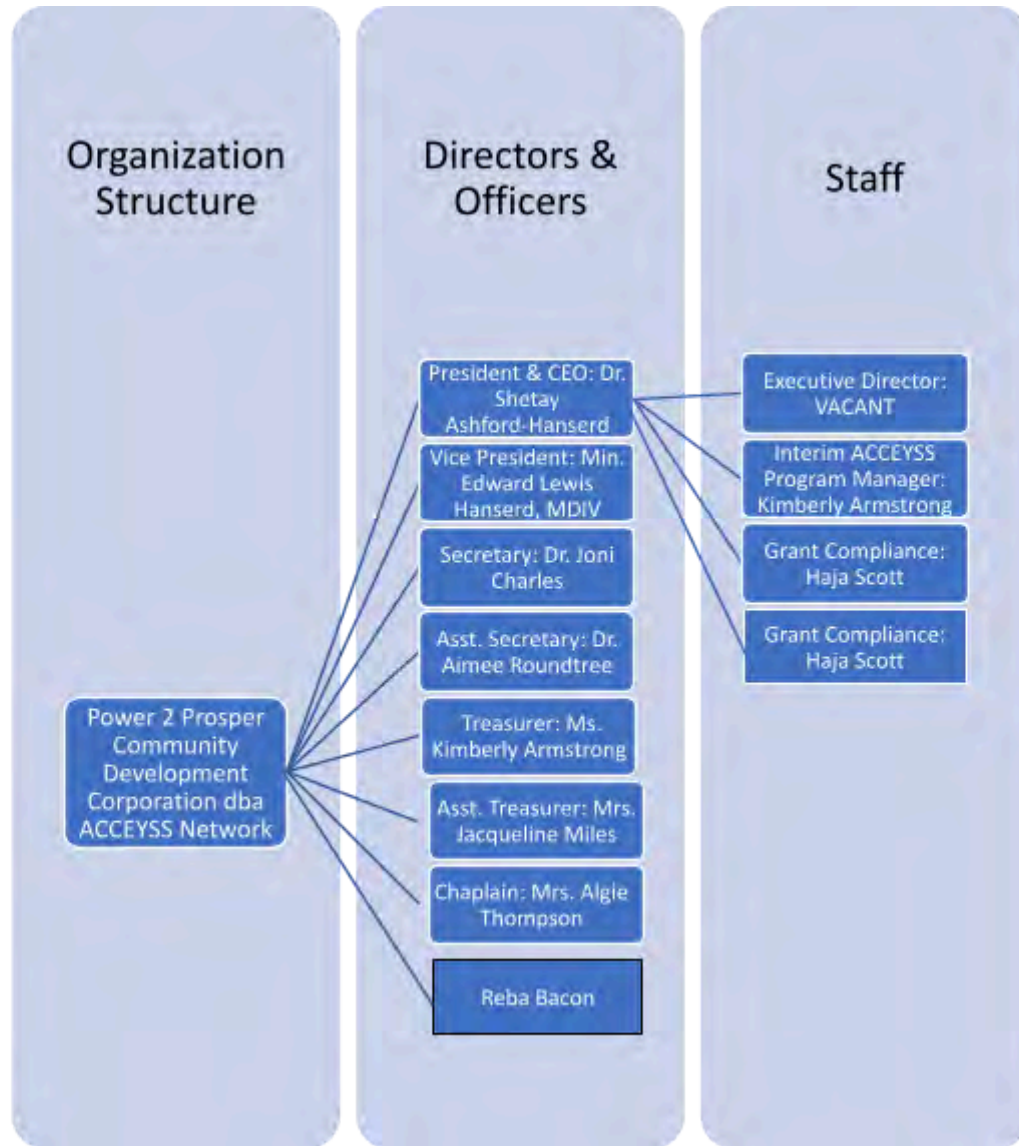 Organization
Structure
Directors &
Officers
Staff
Power 2 Prosper
Community
Development
Corporation dba
ACCEYSS Network
President & CEO: Dr.
Shetay
Ashford-Hanserd
Vice President: Min.
Edward Lewis
Hanserd, MDIV
Secretary: Dr. Joni
Charles
Asst. Secretary: Dr.
Aimee Roundtree
Treasurer: Ms.
Kimberly Armstrong
Asst. Treasurer: Mrs.
Jacqueline Miles
Chaplain: Mrs. Algie
Thompson
Reba Bacon
Executive Director:
VACANT
Interim ACCEYSS
Program Manager:
Kimberly Armstrong
Grant Compliance:
Haja Scott
Grant Compliance:
Haja Scott